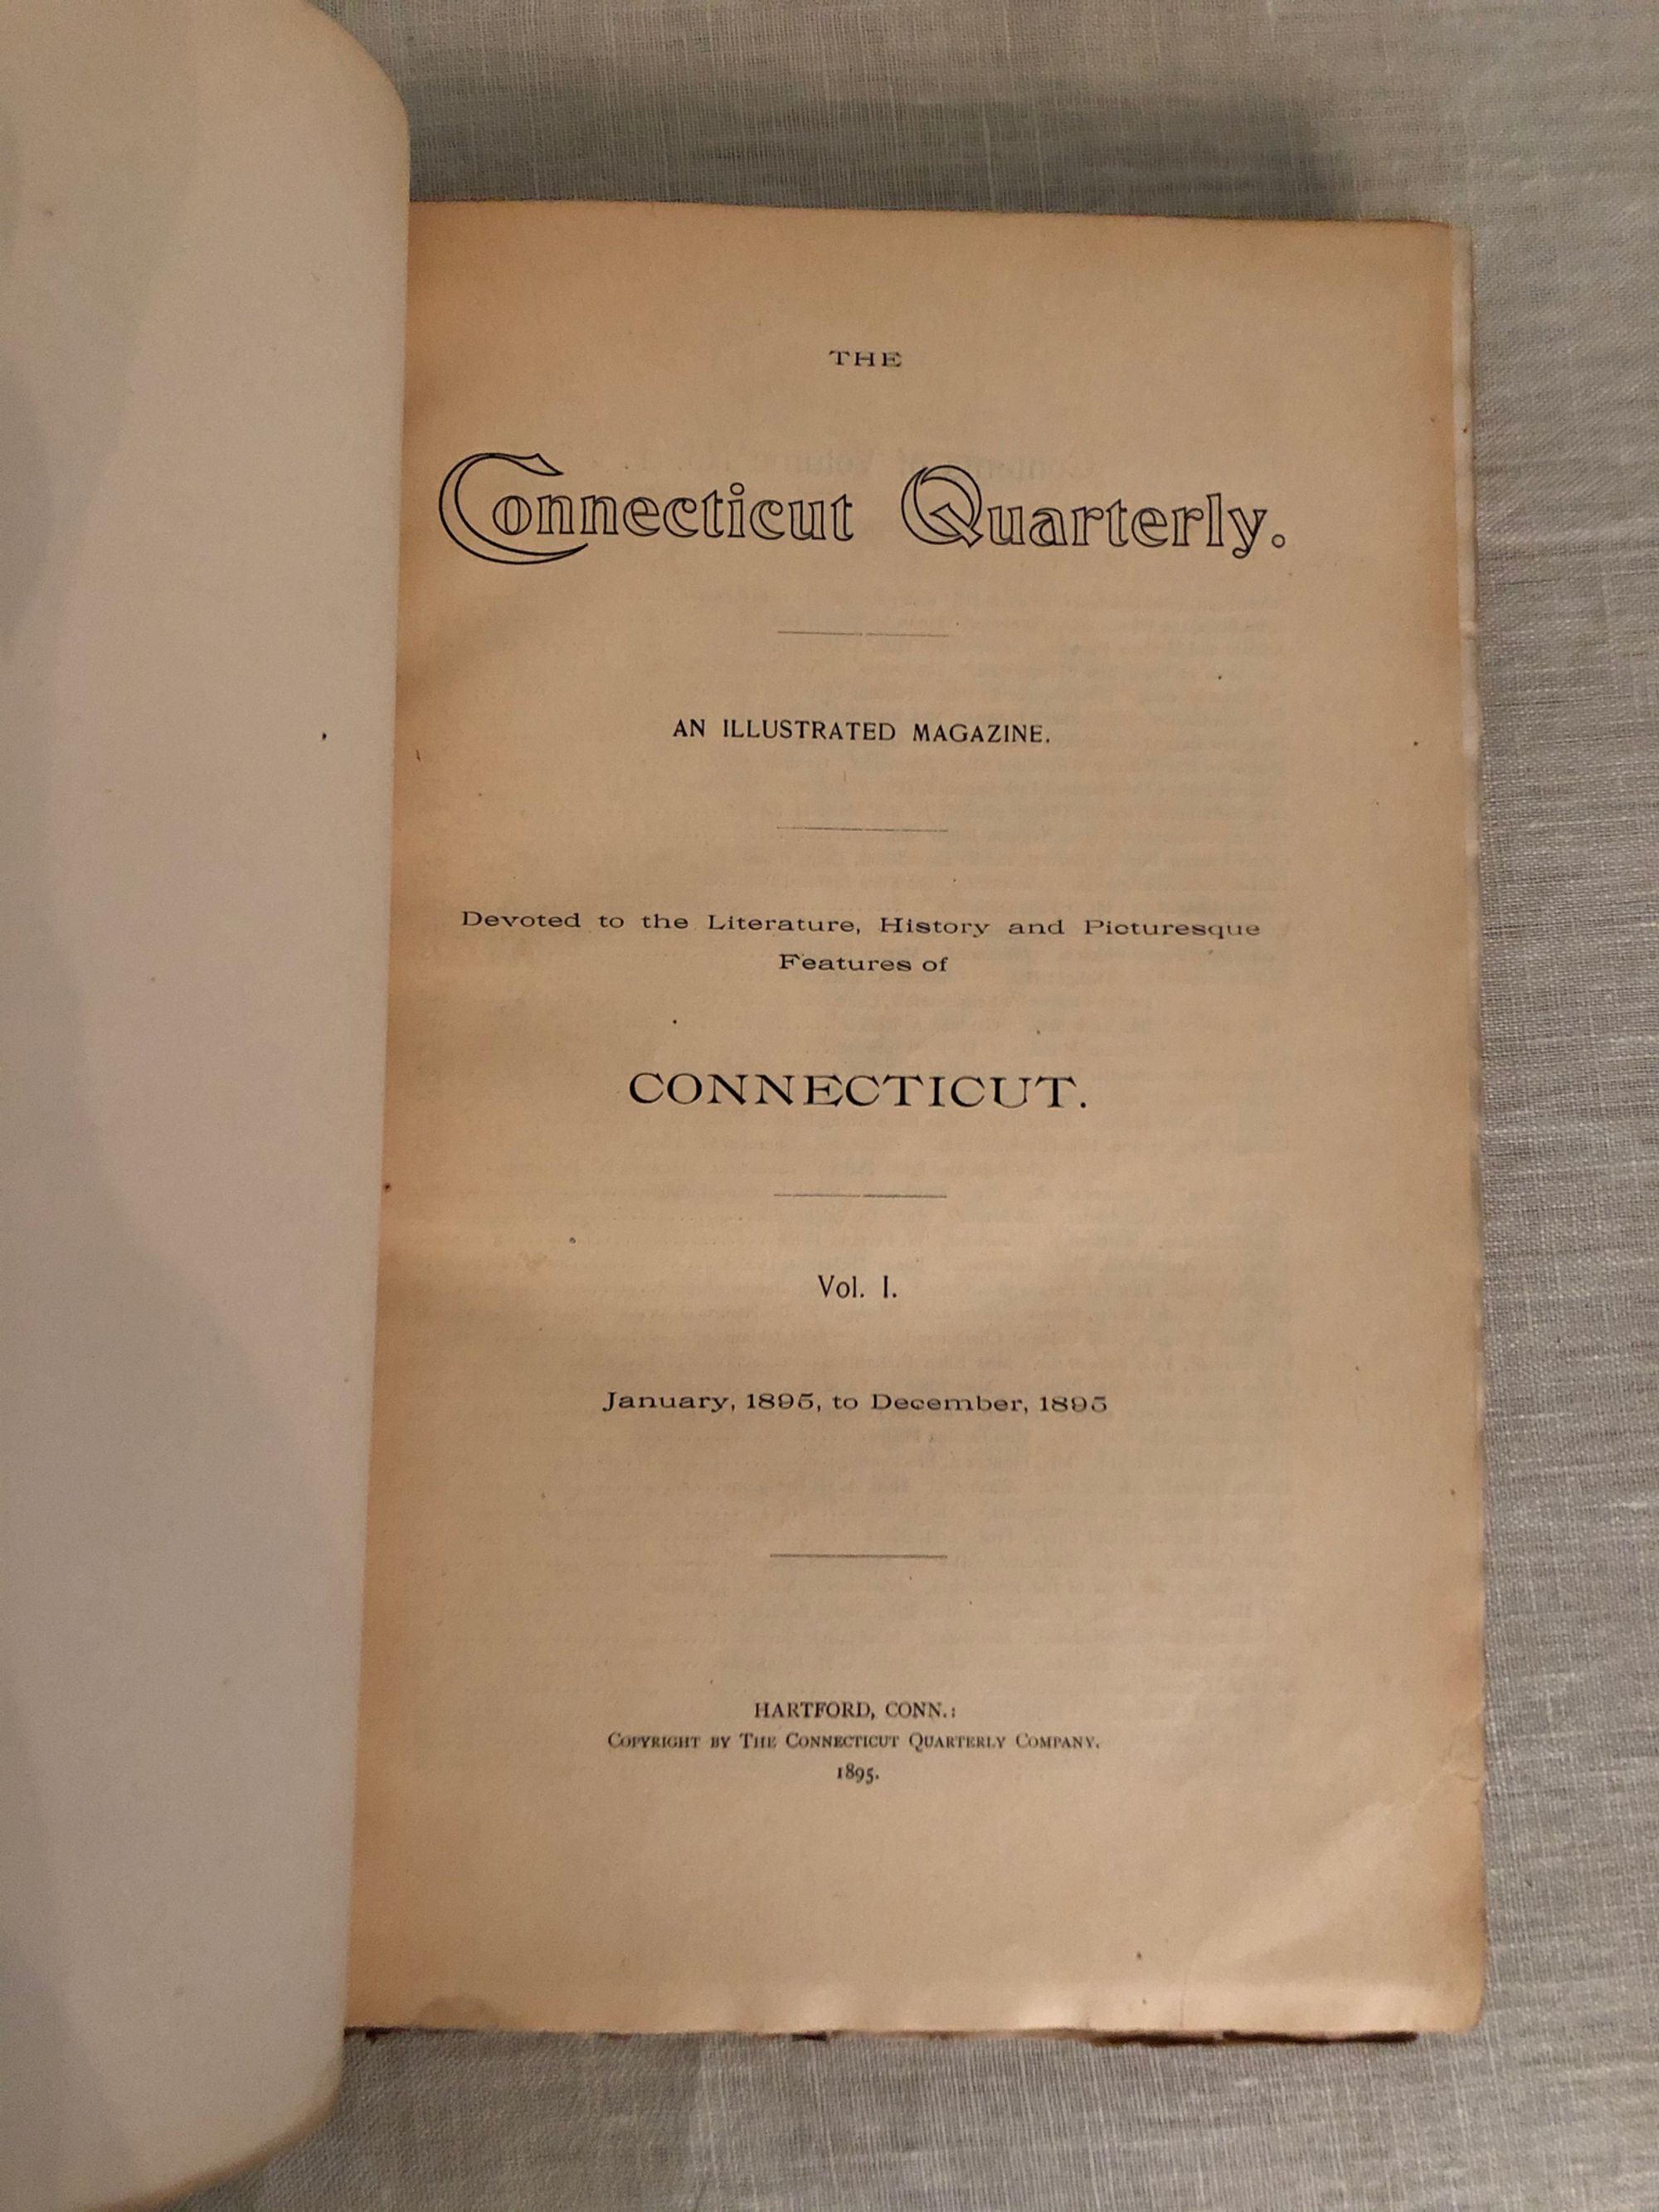 THE
Connecticut Quarterly.
AN ILLUSTRATED MAGAZINE.
Devoted to the Literature, History and Picturesque
Features of
CONNECTICUT.
Vol. I.
January, 1895, to December, 1895
HARTFORD, CONN.:
COPYRIGHT BY THE CONNECTICUT QUARTERLY COMPANY.
1895.